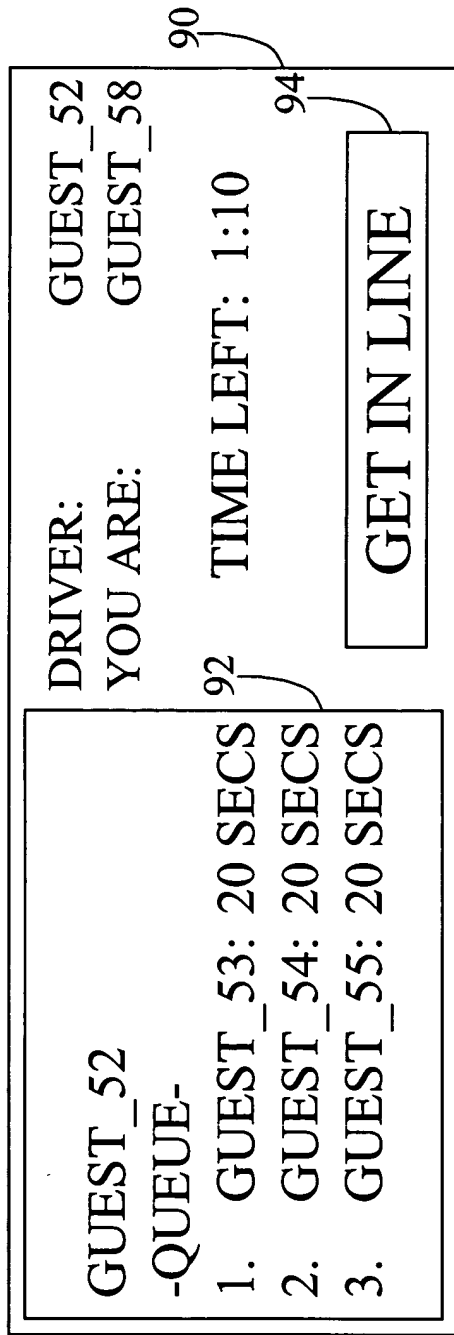 GUEST_52
-QUEUE-
1. GUEST_53: 20 SECS
2. GUEST_54: 20 SECS
3. GUEST_55: 20 SECS
92
DRIVER: GUEST_52
YOU ARE: GUEST_58
TIME LEFT: 1:10
GET IN LINE
94
90